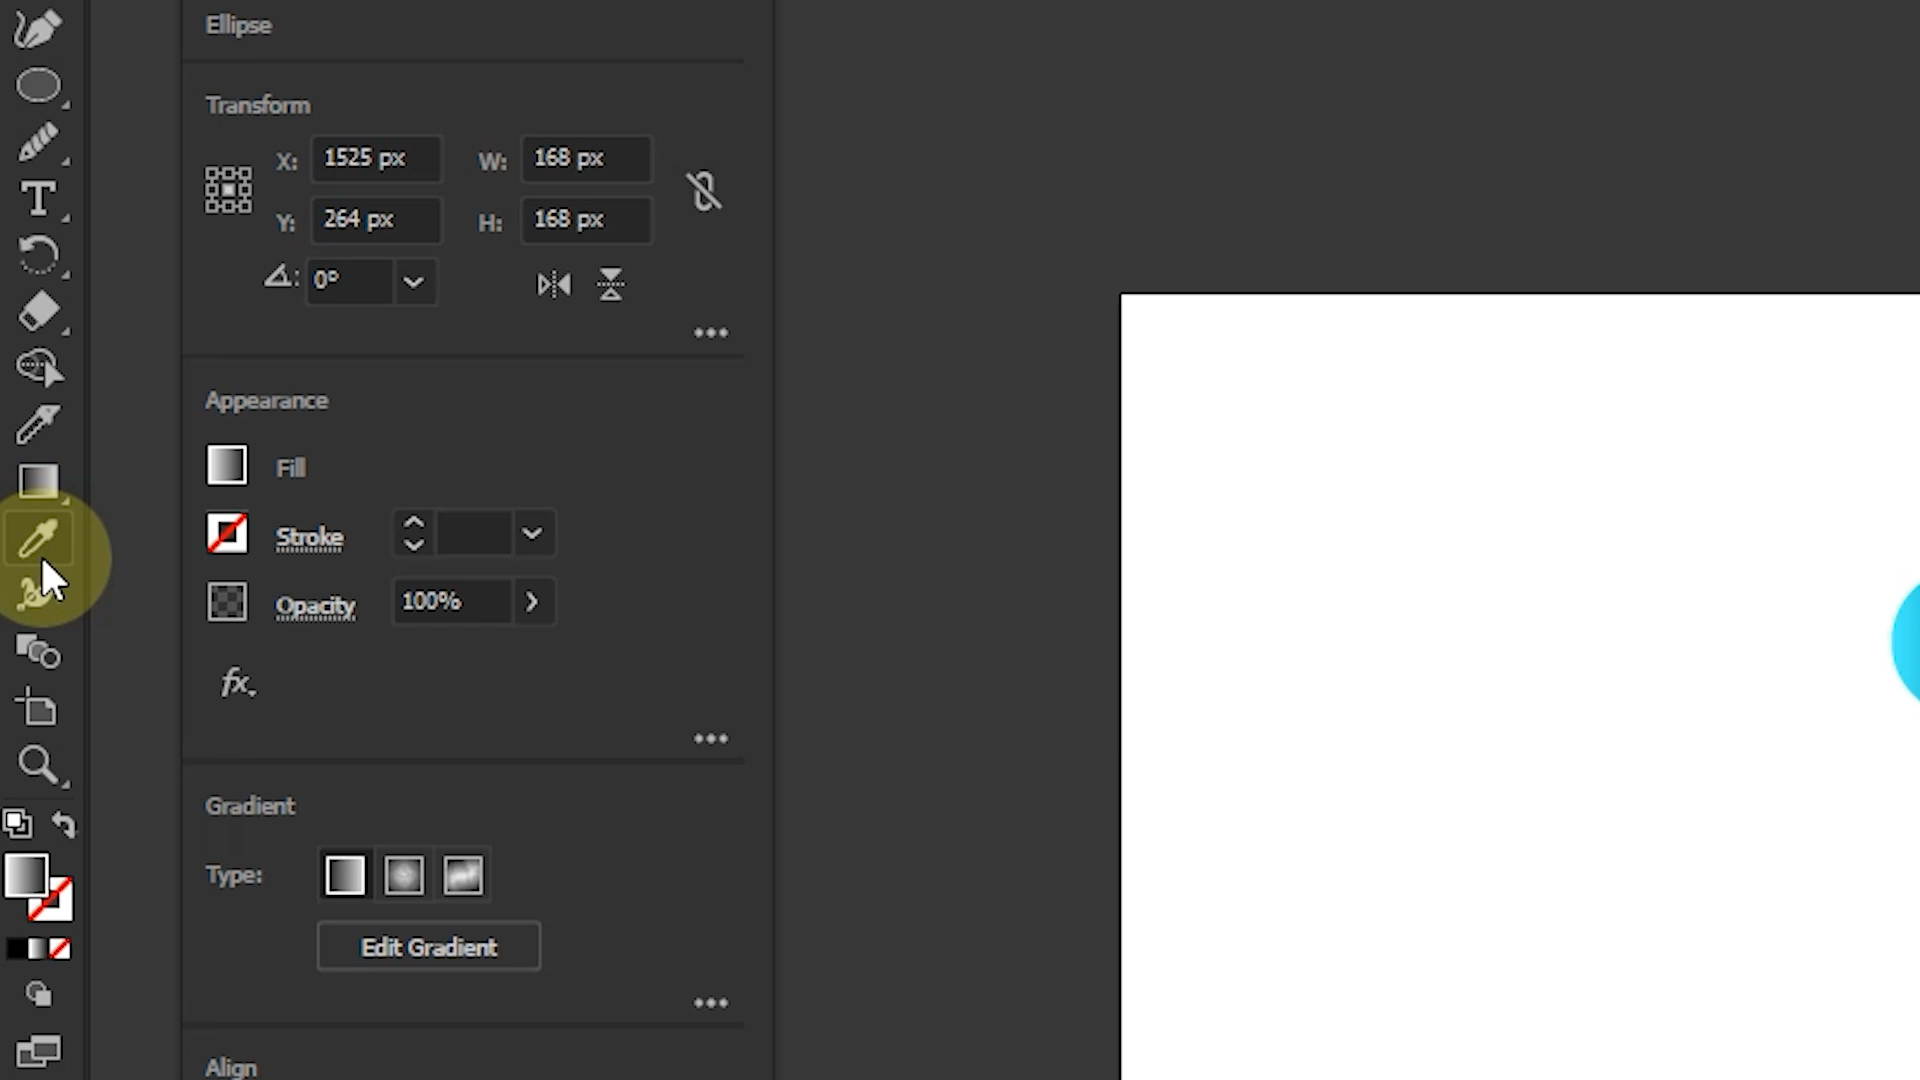 Ellipse
Transform
X: 1525 px W: 168 px
Y: 264 px H: 168 px
0°
Appearance
Fill
Stroke
Opacity 100%
fx.
Gradient
Type:
Edit Gradient
Align